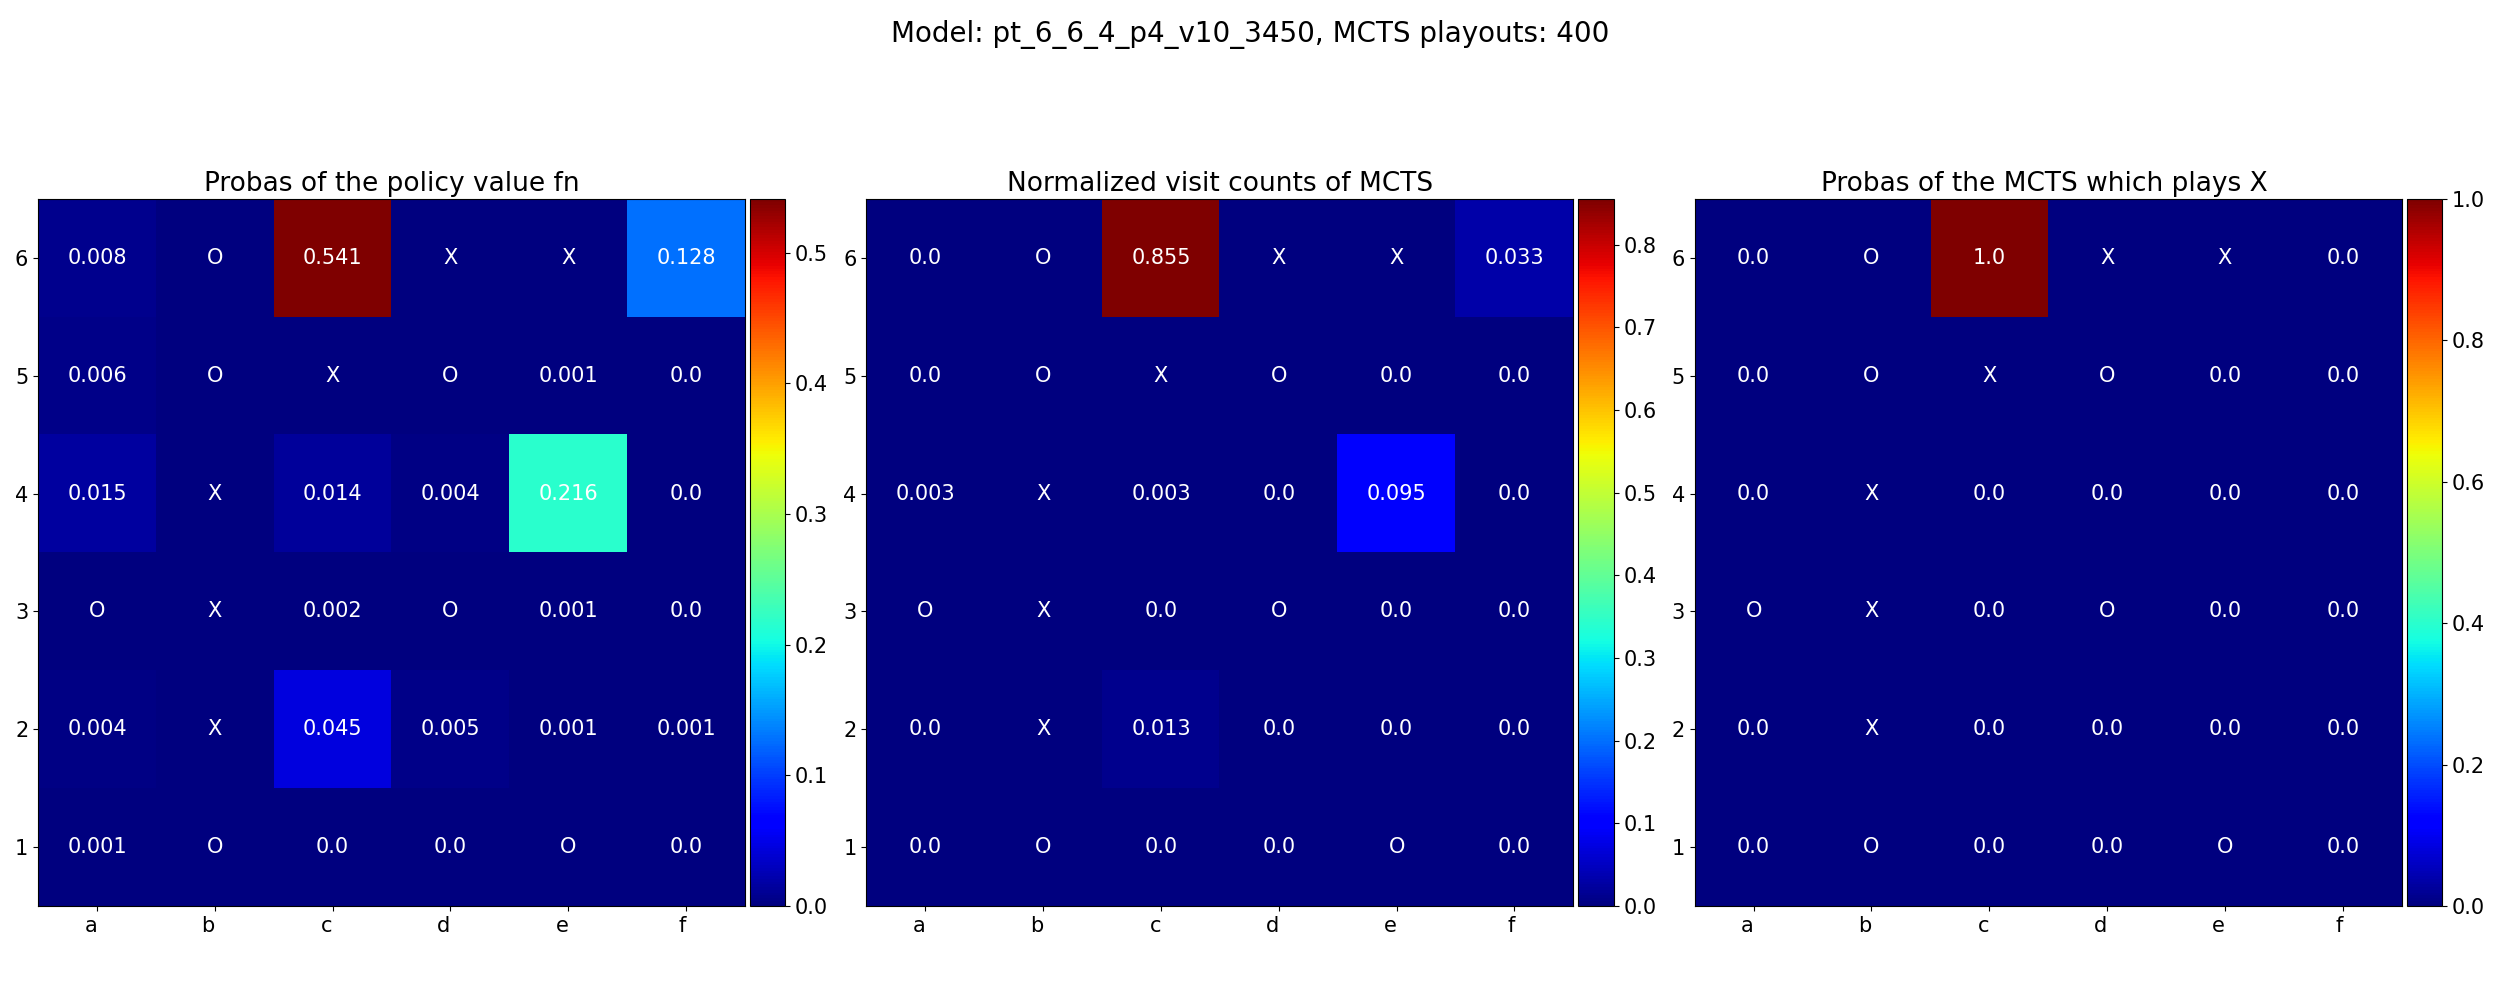 Model: pt_6_6_4_p4_v10_3450, MCTS playouts: 400
Probas of the policy value fn
6 0.008 O 0.541 X X 0.128
5 0.006 O X O 0.001 0.0
4 0.015 X 0.014 0.004 0.216 0.0
3 O X 0.002 O 0.001 0.0
2 0.004 X 0.045 0.005 0.001 0.001
1 0.001 O 0.0 0.0 O 0.0
a b c d e f
0.5
0.4
0.3
0.2
0.1
0.0
Normalized visit counts of MCTS
6 0.0 O 0.855 X X 0.033
5 0.0 O X O 0.0 0.0
4 0.003 X 0.003 0.0 0.095 0.0
3 O X 0.0 O 0.0 0.0
2 0.0 X 0.013 0.0 0.0 0.0
1 0.0 O 0.0 0.0 O 0.0
a b c d e f
0.8
0.7
0.6
0.5
0.4
0.3
0.2
0.1
0.0
Probas of the MCTS which plays X
6 0.0 O 1.0 X X 0.0
5 0.0 O X O 0.0 0.0
4 0.0 X 0.0 0.0 0.0 0.0
3 O X 0.0 O 0.0 0.0
2 0.0 X 0.0 0.0 0.0 0.0
1 0.0 O 0.0 0.0 O 0.0
a b c d e f
1.0
0.8
0.6
0.4
0.2
0.0